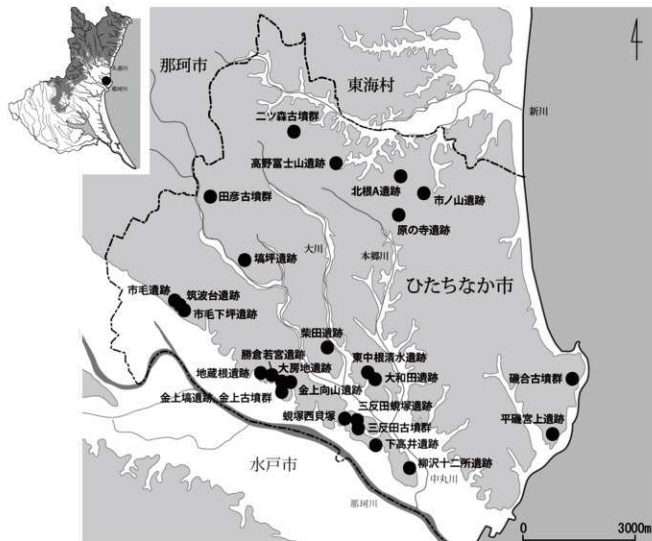 久慈川
那珂川
那珂市
東海村
新川
二ツ森古墳群
高野冨士山遺跡
北根A遺跡
市ノ山遺跡
田彦古墳群
原の寺遺跡
大川
本郷川
塙坪遺跡
ひたちなか市
市毛遺跡
筑波台遺跡
市毛下坪遺跡
柴田遺跡
勝倉若宮遺跡
東中根清水遺跡
大房地遺跡
地蔵根遺跡
大和田遺跡
磯合古墳群
金上向山遺跡
金上塙遺跡、金上古墳群
三反田蜆塚遺跡
蜆塚西貝塚
三反田古墳群
平磯宮上遺跡
下高井遺跡
水戸市
柳沢十二所遺跡
中丸川
那珂川
0 3000m